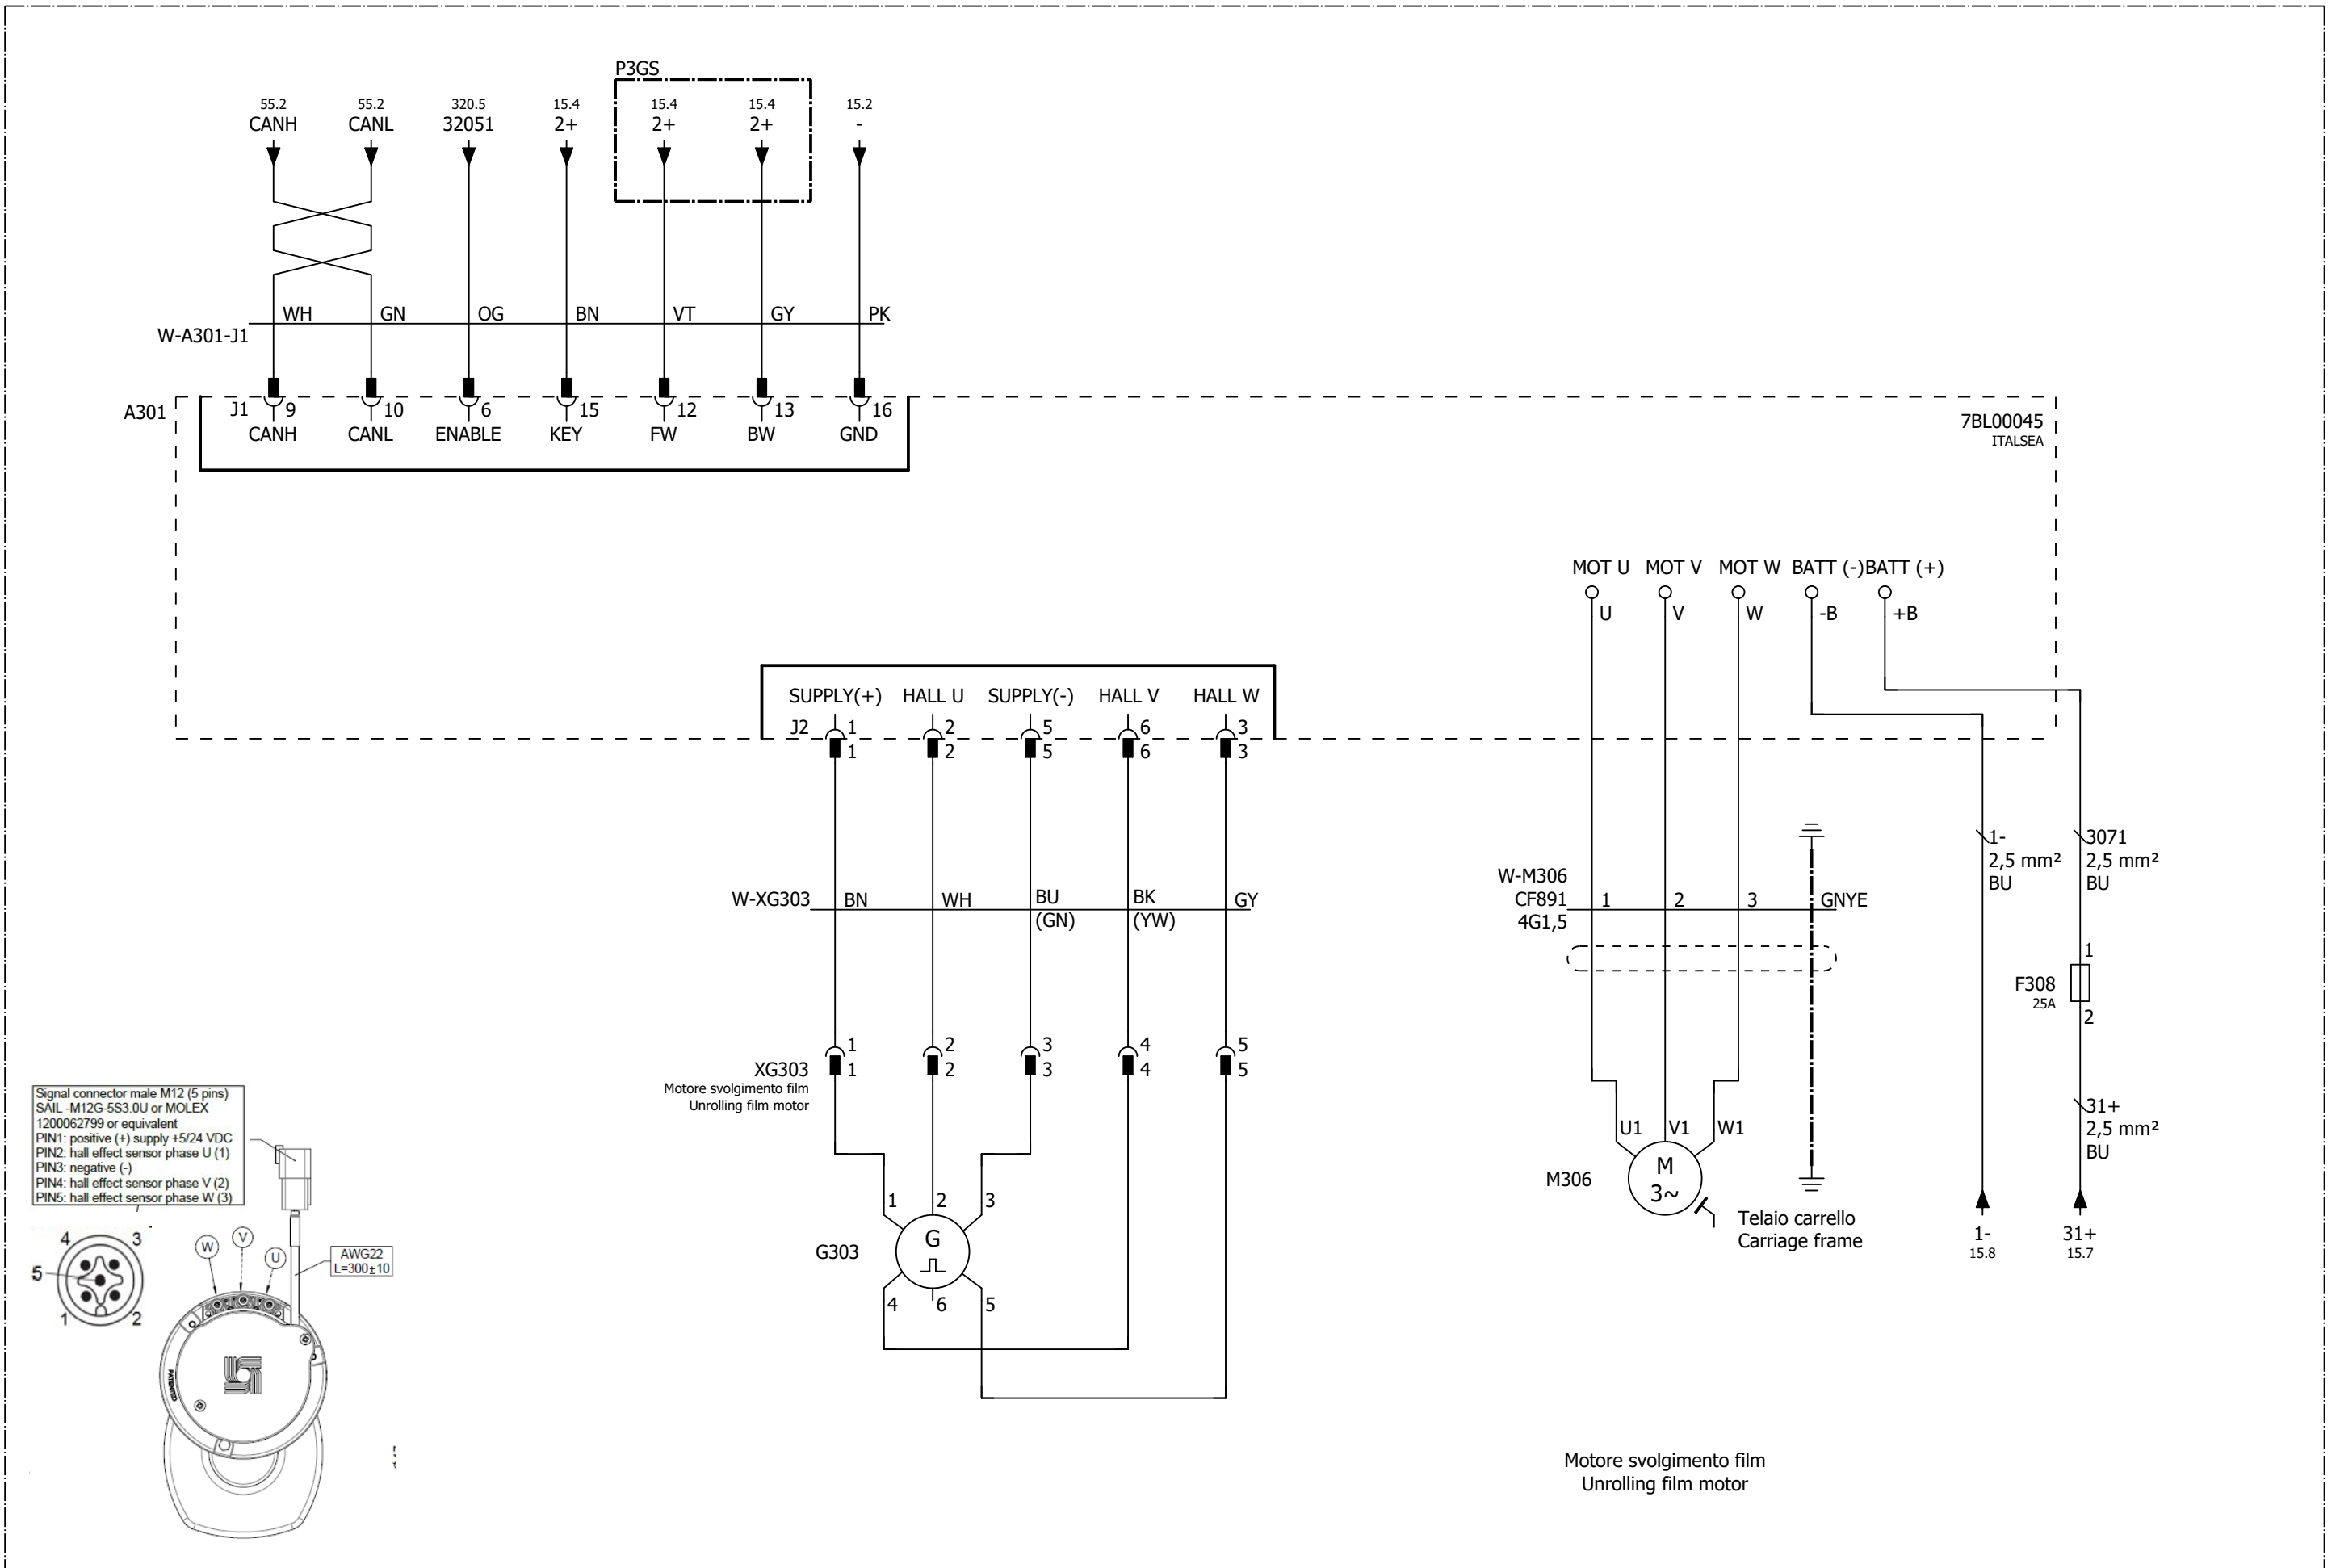 P3GS
55.2 55.2 320.5 15.4 15.4 15.4 15.2
CANH CANL 32051 2+ 2+ 2+ -
WH GN OG BN VT GY PK
W-A301-J1
A301 J1 9 10 6 15 12 13 16
CANH CANL ENABLE KEY FW BW GND
7BL00045
ITALSEA
MOT U MOT V MOT W BATT (-) BATT (+)
U V W -B +B
SUPPLY(+) HALL U SUPPLY(-) HALL V HALL W
J2 1 2 5 6 3
1 2 5 6 3
1- 3071
2,5 mm² 2,5 mm²
BU BU
W-XG303 BN WH BU BK GY
(GN) (YW)
W-M306
CF891 1 2 3 GNYE
4G1,5
1
F308
25A
2
1 2 3 4 5
XG303 1 2 3 4 5
Motore svolgimento film
Unrolling film motor
31+
2,5 mm²
BU
U1 V1 W1
M306 M
3~
Telaio carrello
Carriage frame
1- 31+
15.8 15.7
1 2 3
G303 G
4 6 5
Signal connector male M12 (5 pins)
SAIL -M12G-5S3.0U or MOLEX
1200062799 or equivalent
PIN1: positive (+) supply +5/24 VDC
PIN2: hall effect sensor phase U (1)
PIN3: negative (-)
PIN4: hall effect sensor phase V (2)
PIN5: hall effect sensor phase W (3)
4 3
5
1 2
W V U
AWG22
L=300±10
PATENTED
Motore svolgimento film
Unrolling film motor